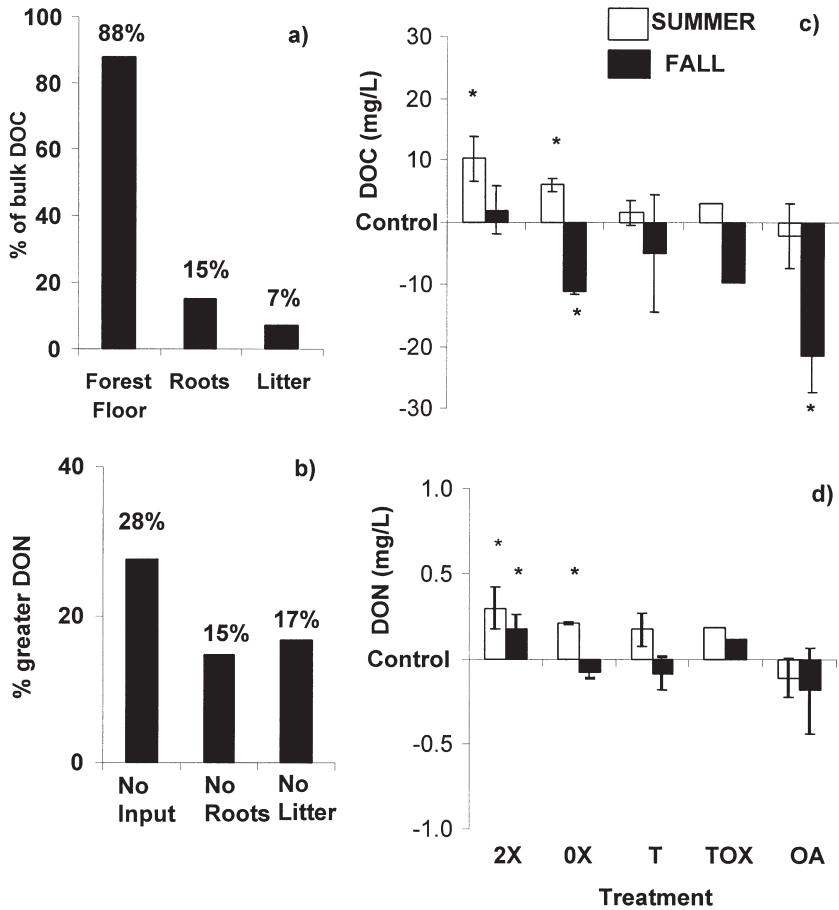 a)
% of bulk DOC
100
80
60
40
20
0
88%
15%
7%
Forest Floor
Roots
Litter
b)
% greater DON
40
20
0
28%
15%
17%
No Input
No Roots
No Litter
SUMMER
FALL
c)
DOC (mg/L)
30
20
10
Control
-10
-20
-30
*
*
*
*
d)
DON (mg/L)
1.0
0.5
Control
-0.5
-1.0
*
*
*
2X
0X
T
TOX
OA
Treatment